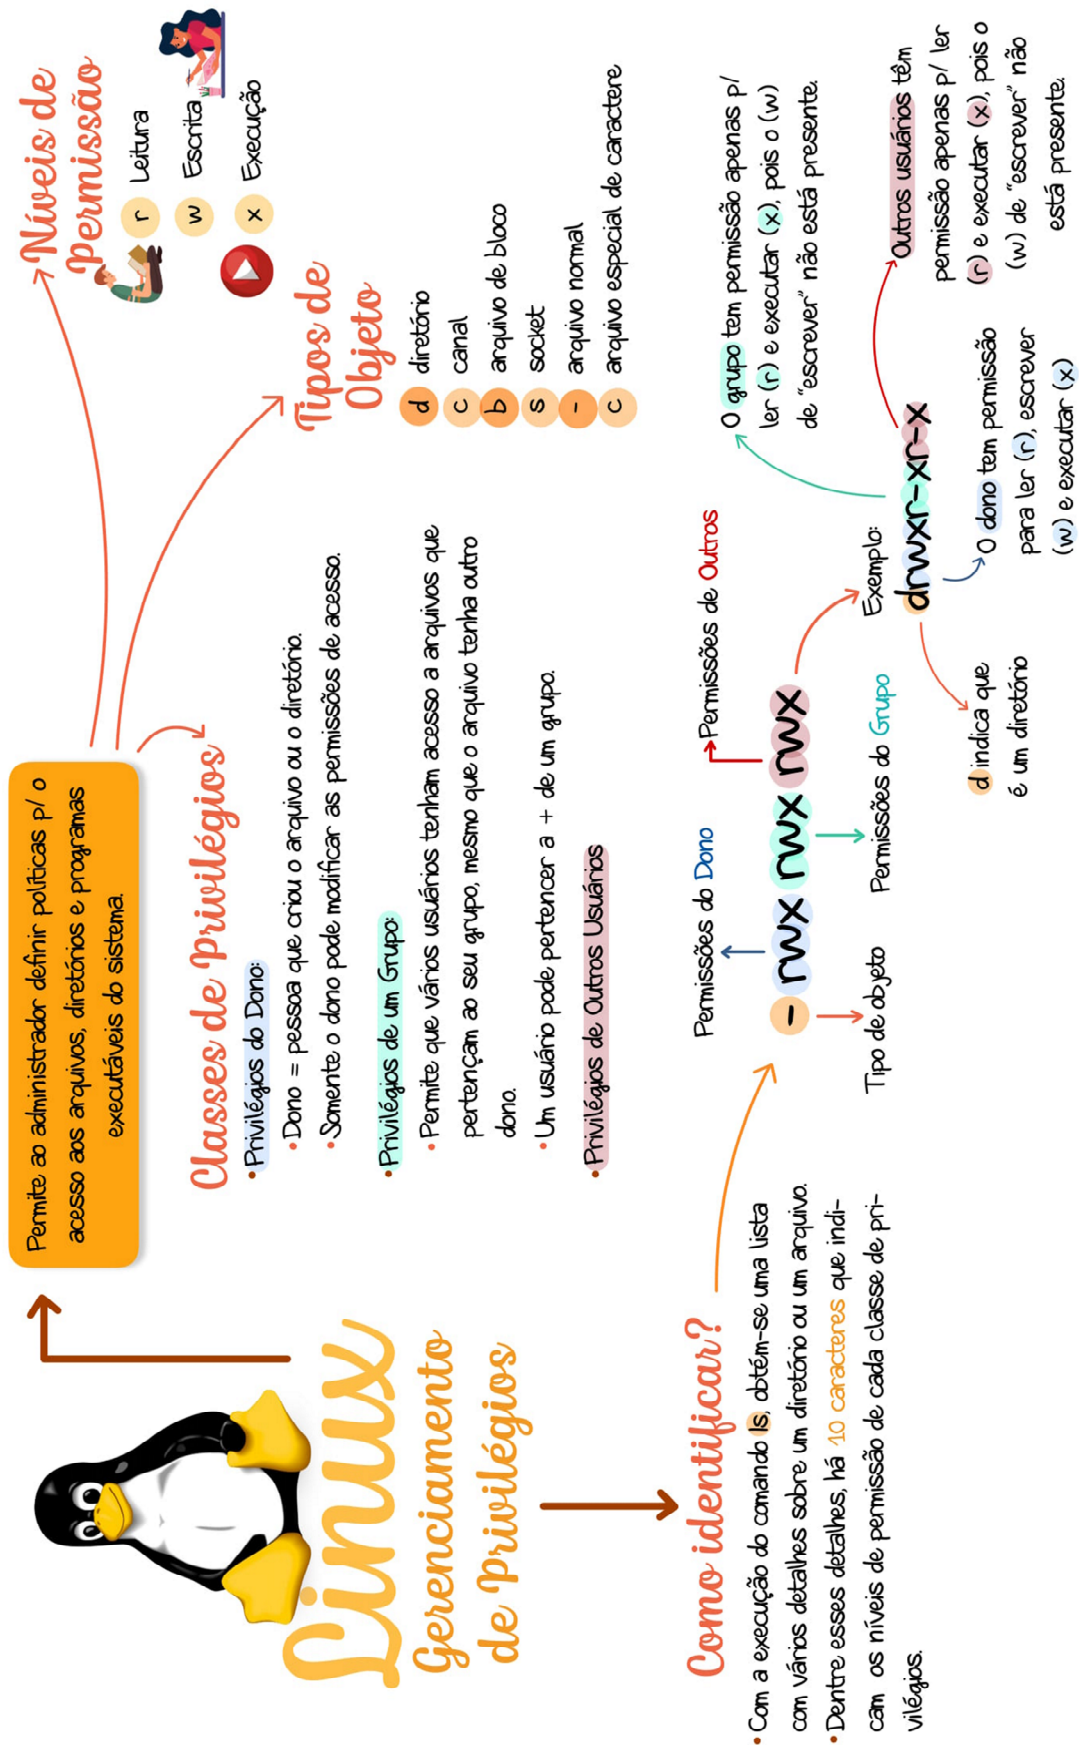 Linux
Gerenciamento
de Privilégios
Permite ao administrador definir políticas p/ o
acesso aos arquivos, diretórios e programas
executáveis do sistema.
Níveis de
Permissão
r Leitura
w Escrita
x Execução
Tipos de
Objeto
d diretório
c canal
b arquivo de bloco
s socket
- arquivo normal
c arquivo especial de caractere
Classes de Privilégios
• Privilégios do Dono:
• Dono = pessoa que criou o arquivo ou o diretório.
• Somente o dono pode modificar as permissões de acesso.
• Privilégios de um Grupo:
• Permite que vários usuários tenham acesso a arquivos que
pertençam ao seu grupo, mesmo que o arquivo tenha outro
dono.
• Um usuário pode pertencer a + de um grupo.
• Privilégios de Outros Usuários
Como identificar?
• Com a execução do comando ls, obtém-se uma lista
com vários detalhes sobre um diretório ou um arquivo.
• Dentre esses detalhes, há 10 caracteres que indi-
cam os níveis de permissão de cada classe de pri-
vilégios.
Permissões do Dono
Permissões de Outros
- rwx rwx rwx
Tipo de objeto
Permissões do Grupo
Exemplo:
drwxr-xr-x
d indica que
é um diretório
O dono tem permissão
para ler (r), escrever
(w) e executar (x)
O grupo tem permissão apenas p/
ler (r) e executar (x), pois o (w)
de "escrever" não está presente.
Outros usuários têm
permissão apenas p/ ler
(r) e executar (x), pois o
(w) de "escrever" não
está presente.